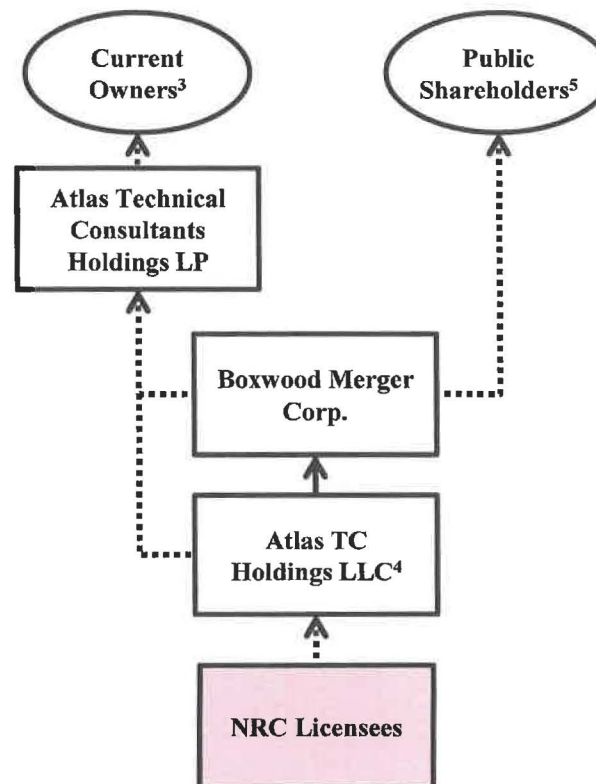 Current
Owners³
Public
Shareholders⁵
Atlas Technical
Consultants
Holdings LP
Boxwood Merger
Corp.
Atlas TC
Holdings LLC⁴
NRC Licensees